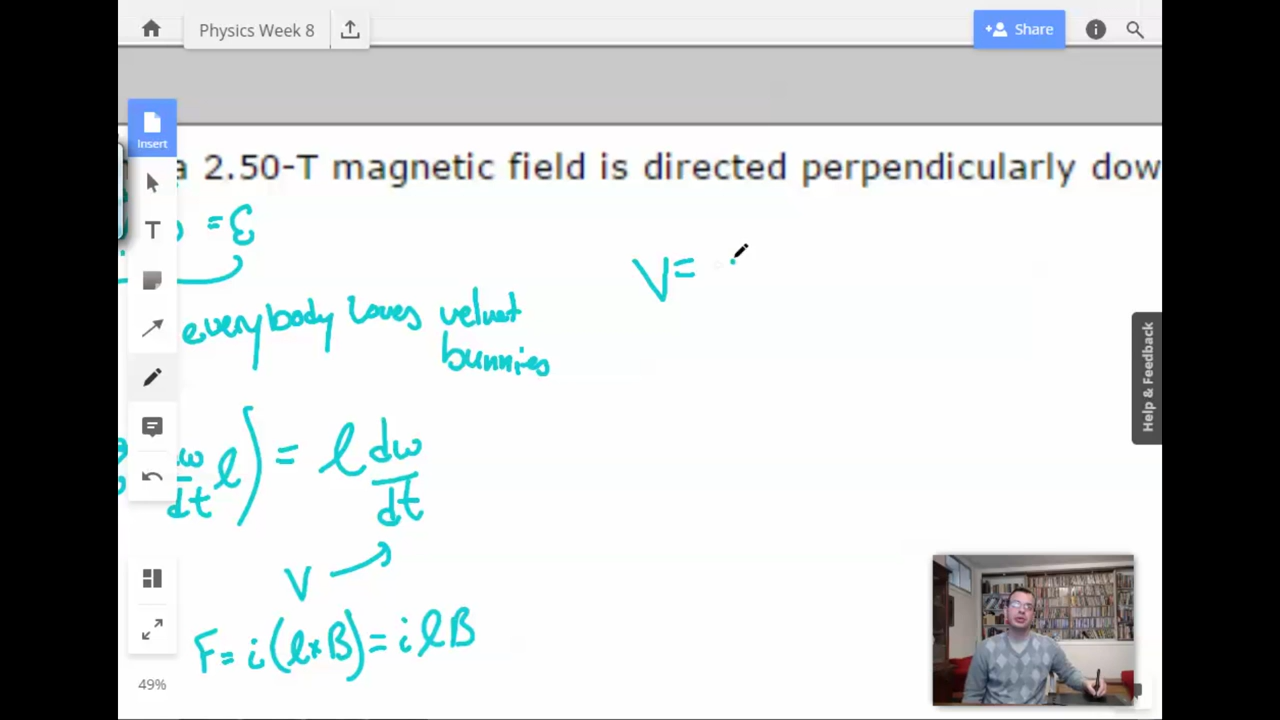 Physics Week 8
Share
Insert
a 2.50-T magnetic field is directed perpendicularly dow
= ε
V=
everybody loves velvet
bunnies
dw/dt l) = l dw/dt
V
F= i(l×B)= ilB
T
Help & Feedback
49%